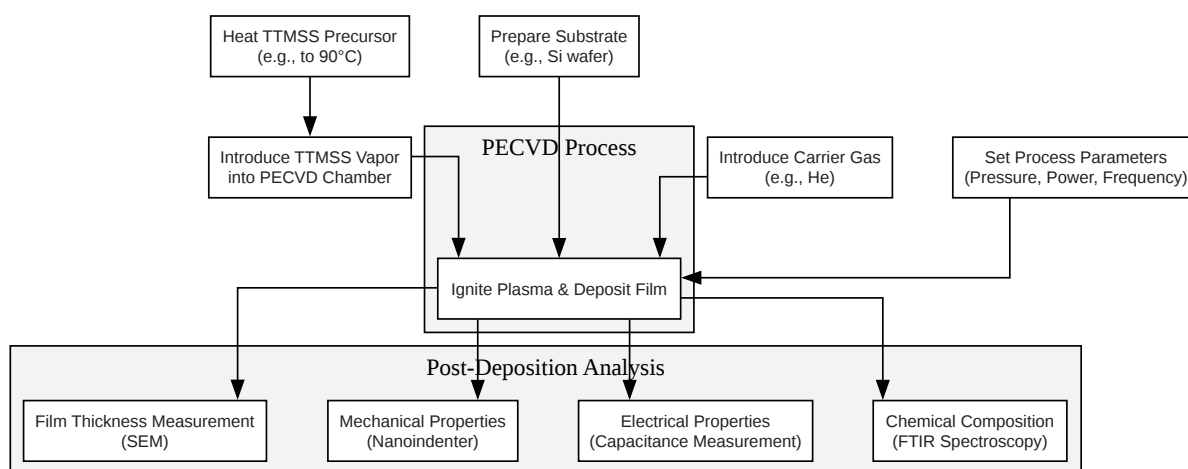 Heat TTMSS Precursor
(e.g., to 90°C)
Prepare Substrate
(e.g., Si wafer)
PECVD Process
Introduce TTMSS Vapor
into PECVD Chamber
Introduce Carrier Gas
(e.g., He)
Set Process Parameters
(Pressure, Power, Frequency)
Ignite Plasma & Deposit Film
Post-Deposition Analysis
Film Thickness Measurement
(SEM)
Mechanical Properties
(Nanoindenter)
Electrical Properties
(Capacitance Measurement)
Chemical Composition
(FTIR Spectroscopy)